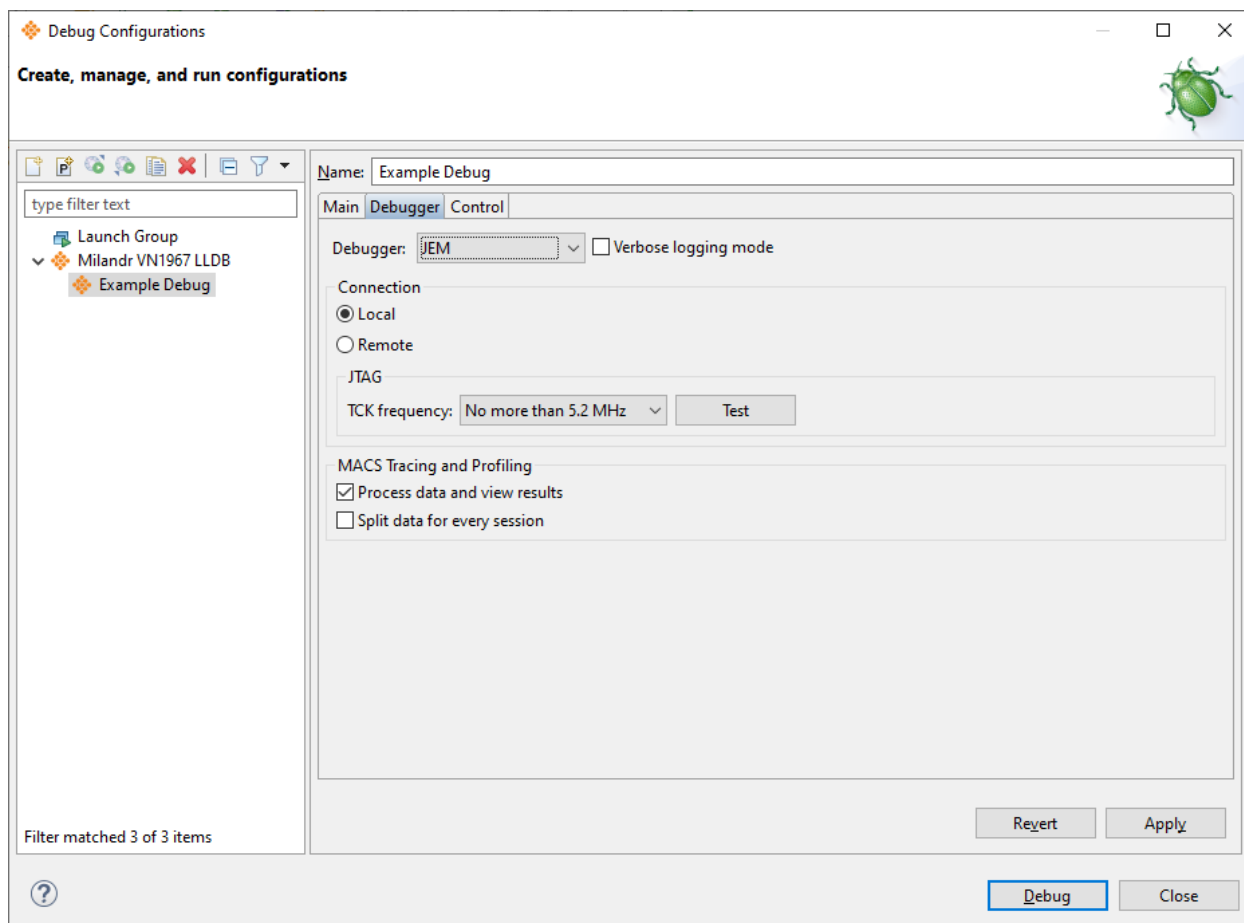 Debug Configurations
Create, manage, and run configurations
Name: Example Debug
type filter text
Launch Group
Milandr VN1967 LLDB
Example Debug
Filter matched 3 of 3 items
Main Debugger Control
Debugger: JEM Verbose logging mode
Connection
Local
Remote
JTAG
TCK frequency: No more than 5.2 MHz Test
MACS Tracing and Profiling
Process data and view results
Split data for every session
Revert Apply
Debug Close